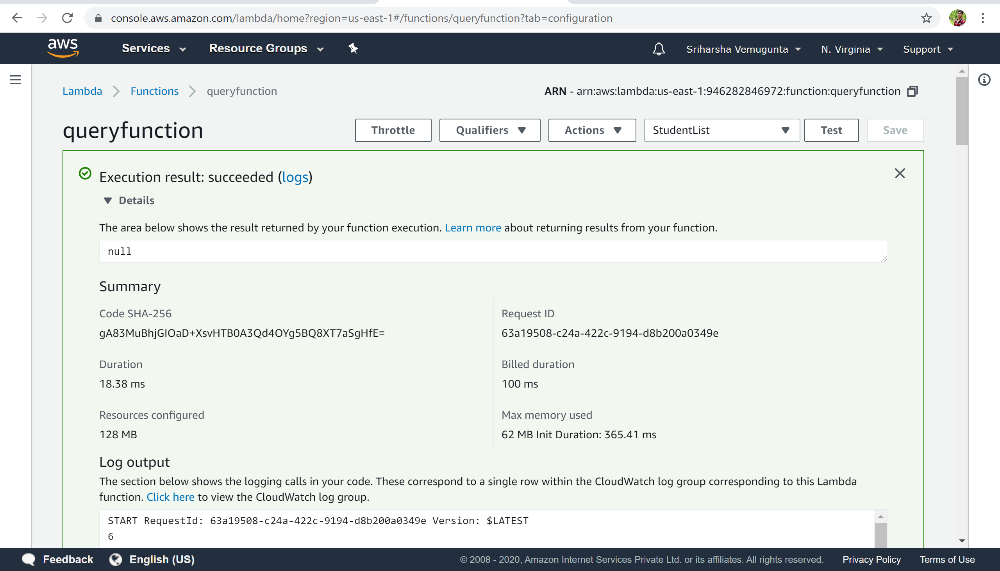 console.aws.amazon.com/lambda/home?region=us-east-1#/functions/queryfunction?tab=configuration
aws Services Resource Groups Sriharsha Vemugunta N. Virginia Support
Lambda Functions queryfunction ARN - arn:aws:lambda:us-east-1:946282846972:function:queryfunction
queryfunction Throttle Qualifiers Actions StudentList Test Save
Execution result: succeeded (logs)
Details
The area below shows the result returned by your function execution. Learn more about returning results from your function.
null
Summary
Code SHA-256 Request ID
gA83MuBhjGIOaD+XsvHTB0A3Qd4OYg5BQ8XT7aSgHfE= 63a19508-c24a-422c-9194-d8b200a0349e
Duration Billed duration
18.38 ms 100 ms
Resources configured Max memory used
128 MB 62 MB Init Duration: 365.41 ms
Log output
The section below shows the logging calls in your code. These correspond to a single row within the CloudWatch log group corresponding to this Lambda
function. Click here to view the CloudWatch log group.
START RequestId: 63a19508-c24a-422c-9194-d8b200a0349e Version: $LATEST
6
Feedback English (US) © 2008 - 2020, Amazon Internet Services Private Ltd. or its affiliates. All rights reserved. Privacy Policy Terms of Use